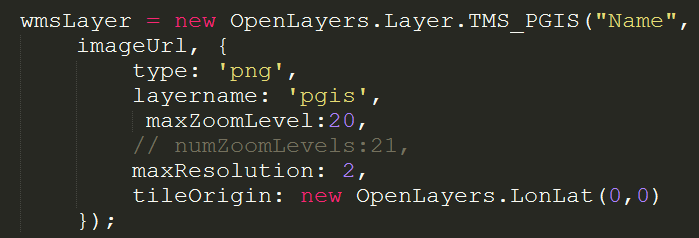 wmsLayer = new OpenLayers.Layer.TMS_PGIS("Name",
imageUrl, {
type: 'png',
layername: 'pgis',
maxZoomLevel:20,
// numZoomLevels:21,
maxResolution: 2,
tileOrigin: new OpenLayers.LonLat(0,0)
});